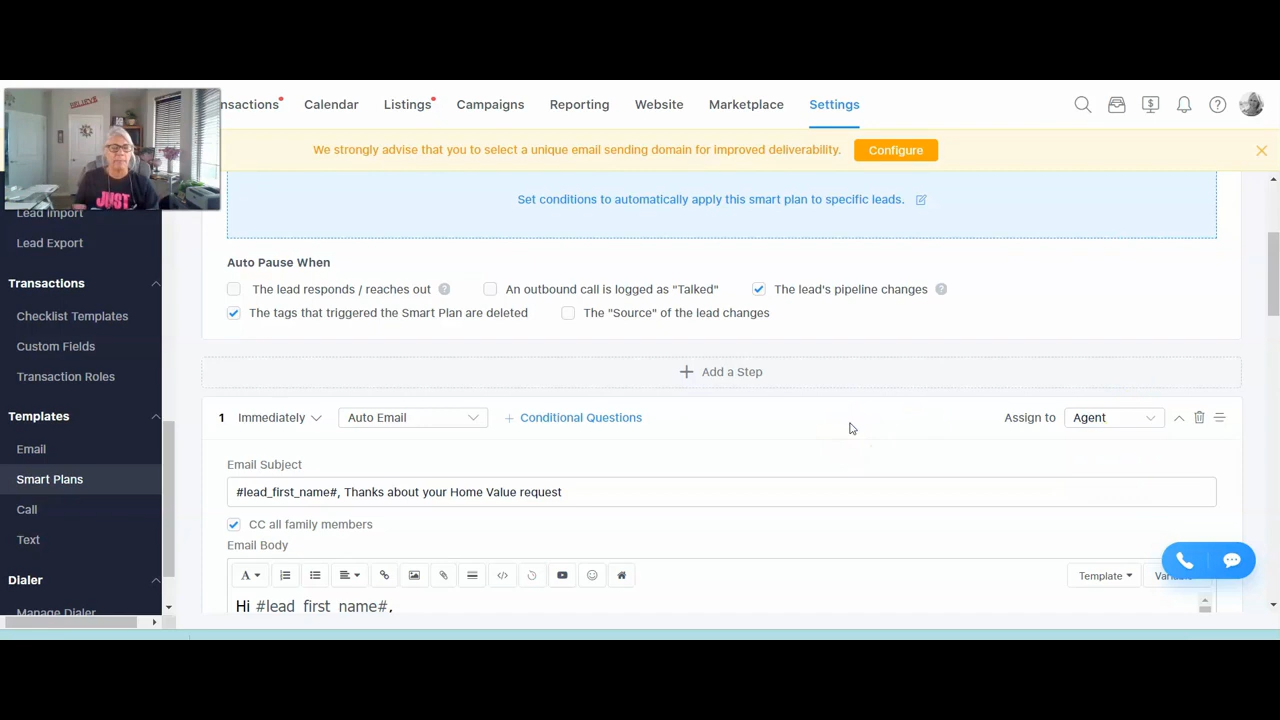 BELIEVE
JUST
nsactions
Calendar
Listings
Campaigns
Reporting
Website
Marketplace
Settings
We strongly advise that you to select a unique email sending domain for improved deliverability.
Configure
Lead Import
Lead Export
Transactions
Checklist Templates
Custom Fields
Transaction Roles
Templates
Email
Smart Plans
Call
Text
Dialer
Manage Dialer
Set conditions to automatically apply this smart plan to specific leads.
Auto Pause When
The lead responds / reaches out ?
An outbound call is logged as "Talked"
The lead's pipeline changes ?
The tags that triggered the Smart Plan are deleted
The "Source" of the lead changes
+ Add a Step
1 Immediately
Auto Email
+ Conditional Questions
Assign to
Agent
Email Subject
#lead_first_name#, Thanks about your Home Value request
CC all family members
Email Body
A
Template
Varia
Hi #lead_first_name#,